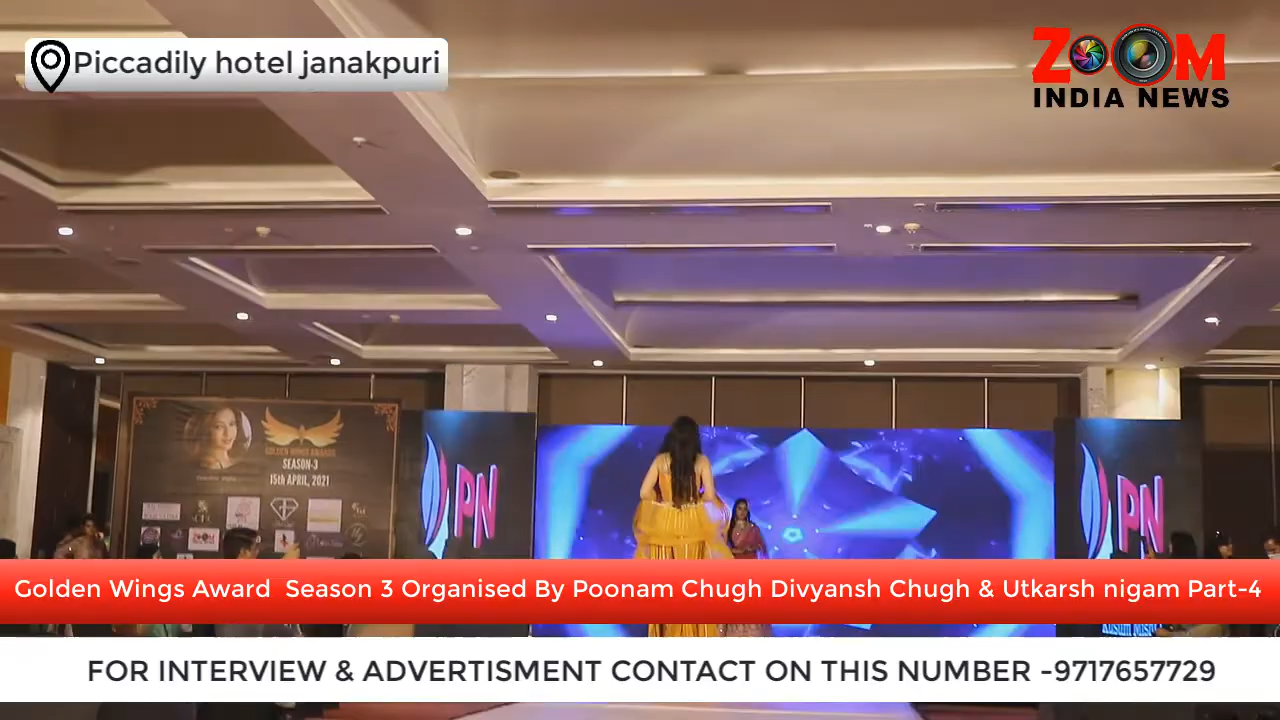 Piccadily hotel janakpuri
ZOOM
INDIA NEWS
GOLDEN WINGS AWARDS
SEASON-3
15th APRIL, 2021
PN
PN
ZOOM
Golden Wings Award Season 3 Organised By Poonam Chugh Divyansh Chugh & Utkarsh nigam Part-4
FOR INTERVIEW & ADVERTISMENT CONTACT ON THIS NUMBER -9717657729